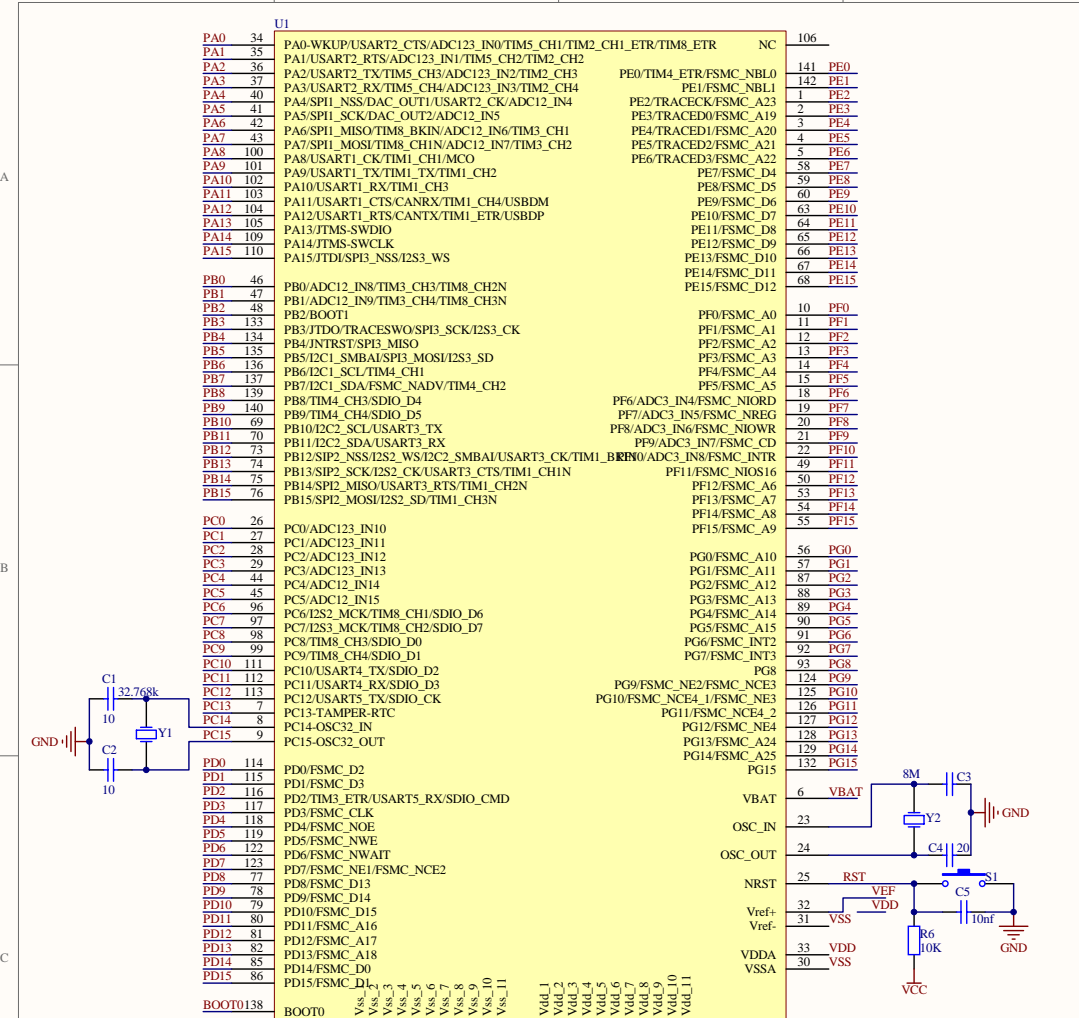 U1
PA0 34 PA0-WKUP/USART2_CTS/ADC123_IN0/TIM5_CH1/TIM2_CH1_ETR/TIM8_ETR NC 106
PA1 35 PA1/USART2_RTS/ADC123_IN1/TIM5_CH2/TIM2_CH2
PA2 36 PA2/USART2_TX/TIM5_CH3/ADC123_IN2/TIM2_CH3 PE0/TIM4_ETR/FSMC_NBL0 141 PE0
PA3 37 PA3/USART2_RX/TIM5_CH4/ADC123_IN3/TIM2_CH4 PE1/FSMC_NBL1 142 PE1
PA4 40 PA4/SPI1_NSS/DAC_OUT1/USART2_CK/ADC12_IN4 PE2/TRACECK/FSMC_A23 1 PE2
PA5 41 PA5/SPI1_SCK/DAC_OUT2/ADC12_IN5 PE3/TRACED0/FSMC_A19 2 PE3
PA6 42 PA6/SPI1_MISO/TIM8_BKIN/ADC12_IN6/TIM3_CH1 PE4/TRACED1/FSMC_A20 3 PE4
PA7 43 PA7/SPI1_MOSI/TIM8_CH1N/ADC12_IN7/TIM3_CH2 PE5/TRACED2/FSMC_A21 4 PE5
A
PA8 100 PA8/USART1_CK/TIM1_CH1/MCO PE6/TRACED3/FSMC_A22 5 PE6
PA9 101 PA9/USART1_TX/TIM1_TX/TIM1_CH2 PE7/FSMC_D4 58 PE7
PA10 102 PA10/USART1_RX/TIM1_CH3 PE8/FSMC_D5 59 PE8
PA11 103 PA11/USART1_CTS/CANRX/TIM1_CH4/USBDM PE9/FSMC_D6 60 PE9
PA12 104 PA12/USART1_RTS/CANTX/TIM1_ETR/USBDP PE10/FSMC_D7 63 PE10
PA13 105 PA13/JTMS-SWDIO PE11/FSMC_D8 64 PE11
PA14 109 PA14/JTMS-SWCLK PE12/FSMC_D9 65 PE12
PA15 110 PA15/JTDI/SPI3_NSS/I2S3_WS PE13/FSMC_D10 66 PE13
PE14/FSMC_D11 67 PE14
PB0 46 PB0/ADC12_IN8/TIM3_CH3/TIM8_CH2N PE15/FSMC_D12 68 PE15
PB1 47 PB1/ADC12_IN9/TIM3_CH4/TIM8_CH3N
PB2 48 PB2/BOOT1 PF0/FSMC_A0 10 PF0
PB3 133 PB3/JTDO/TRACESWO/SPI3_SCK/I2S3_CK PF1/FSMC_A1 11 PF1
PB4 134 PB4/JNTRST/SPI3_MISO PF2/FSMC_A2 12 PF2
PB5 135 PB5/I2C1_SMBAI/SPI3_MOSI/I2S3_SD PF3/FSMC_A3 13 PF3
PB6 136 PB6/I2C1_SCL/TIM4_CH1 PF4/FSMC_A4 14 PF4
PB7 137 PB7/I2C1_SDA/FSMC_NADV/TIM4_CH2 PF5/FSMC_A5 15 PF5
PB8 139 PB8/TIM4_CH3/SDIO_D4 PF6/ADC3_IN4/FSMC_NIORD 18 PF6
PB9 140 PB9/TIM4_CH4/SDIO_D5 PF7/ADC3_IN5/FSMC_NREG 19 PF7
PB10 69 PB10/I2C2_SCL/USART3_TX PF8/ADC3_IN6/FSMC_NIOWR 20 PF8
PB11 70 PB11/I2C2_SDA/USART3_RX PF9/ADC3_IN7/FSMC_CD 21 PF9
PB12 73 PB12/SIP2_NSS/I2S2_WS/I2C2_SMBAI/USART3_CK/TIM1_BKIN PF10/ADC3_IN8/FSMC_INTR 22 PF10
PB13 74 PB13/SIP2_SCK/I2S2_CK/USART3_CTS/TIM1_CH1N PF11/FSMC_NIOS16 49 PF11
PB14 75 PB14/SPI2_MISO/USART3_RTS/TIM1_CH2N PF12/FSMC_A6 50 PF12
PB15 76 PB15/SPI2_MOSI/I2S2_SD/TIM1_CH3N PF13/FSMC_A7 53 PF13
PF14/FSMC_A8 54 PF14
PC0 26 PC0/ADC123_IN10 PF15/FSMC_A9 55 PF15
PC1 27 PC1/ADC123_IN11
PC2 28 PC2/ADC123_IN12 PG0/FSMC_A10 56 PG0
B
PC3 29 PC3/ADC123_IN13 PG1/FSMC_A11 57 PG1
PC4 44 PC4/ADC12_IN14 PG2/FSMC_A12 87 PG2
PC5 45 PC5/ADC12_IN15 PG3/FSMC_A13 88 PG3
PC6 96 PC6/I2S2_MCK/TIM8_CH1/SDIO_D6 PG4/FSMC_A14 89 PG4
PC7 97 PC7/I2S3_MCK/TIM8_CH2/SDIO_D7 PG5/FSMC_A15 90 PG5
PC8 98 PC8/TIM8_CH3/SDIO_D0 PG6/FSMC_INT2 91 PG6
PC9 99 PC9/TIM8_CH4/SDIO_D1 PG7/FSMC_INT3 92 PG7
PC10 111 PC10/USART4_TX/SDIO_D2 PG8 93 PG8
PC11 112 PC11/USART4_RX/SDIO_D3 PG9/FSMC_NE2/FSMC_NCE3 124 PG9
PC12 113 PC12/USART5_TX/SDIO_CK PG10/FSMC_NCE4_1/FSMC_NE3 125 PG10
PC13 7 PC13-TAMPER-RTC PG11/FSMC_NCE4_2 126 PG11
PC14 8 PC14-OSC32_IN PG12/FSMC_NE4 127 PG12
PC15 9 PC15-OSC32_OUT PG13/FSMC_A24 128 PG13
PG14/FSMC_A25 129 PG14
PD0 114 PD0/FSMC_D2 PG15 132 PG15
C1 32.768k
10
GND Y1
C2
10
PD1 115 PD1/FSMC_D3
PD2 116 PD2/TIM3_ETR/USART5_RX/SDIO_CMD VBAT 6 VBAT
PD3 117 PD3/FSMC_CLK
PD4 118 PD4/FSMC_NOE OSC_IN 23
PD5 119 PD5/FSMC_NWE
PD6 122 PD6/FSMC_NWAIT OSC_OUT 24
PD7 123 PD7/FSMC_NE1/FSMC_NCE2
PD8 77 PD8/FSMC_D13 NRST 25 RST
PD9 78 PD9/FSMC_D14 VEF
PD10 79 PD10/FSMC_D15 Vref+ 32 VDD
PD11 80 PD11/FSMC_A16 Vref- 31 VSS
PD12 81 PD12/FSMC_A17
PD13 82 PD13/FSMC_A18 VDDA 33 VDD
PD14 85 PD14/FSMC_D0 VSSA 30 VSS
PD15 86 PD15/FSMC_D1
8M C3
Y2 GND
C4 20
S1
C5
10nf
R6
10K GND
VCC
C
Vss_1 Vss_2 Vss_3 Vss_4 Vss_5 Vss_6 Vss_7 Vss_8 Vss_9 Vss_10 Vss_11 Vdd_1 Vdd_2 Vdd_3 Vdd_4 Vdd_5 Vdd_6 Vdd_7 Vdd_8 Vdd_9 Vdd_10 Vdd_11
BOOT0 138 BOOT0